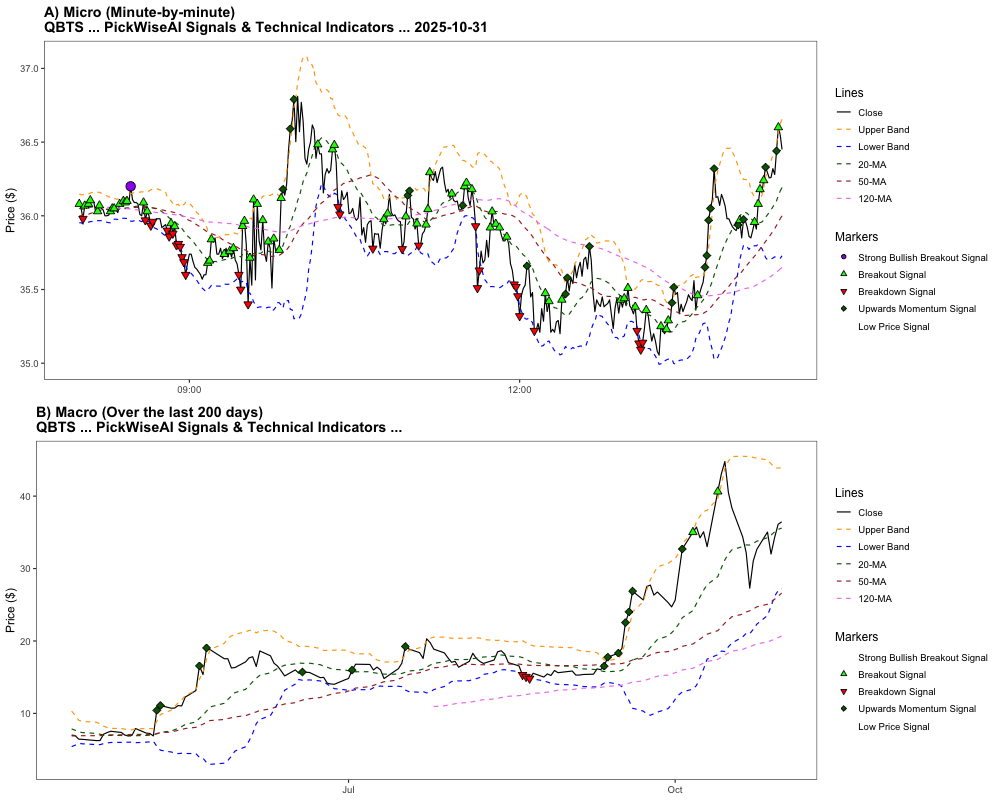 A) Micro (Minute-by-minute)
QBTS ... PickWiseAI Signals & Technical Indicators ... 2025-10-31
Price ($)
37.0
36.5
36.0
35.5
35.0
09:00
12:00
Lines
Close
Upper Band
Lower Band
20-MA
50-MA
120-MA
Markers
Strong Bullish Breakout Signal
Breakout Signal
Breakdown Signal
Upwards Momentum Signal
Low Price Signal
B) Macro (Over the last 200 days)
QBTS ... PickWiseAI Signals & Technical Indicators ...
Price ($)
40
30
20
10
Jul
Oct
Lines
Close
Upper Band
Lower Band
20-MA
50-MA
120-MA
Markers
Strong Bullish Breakout Signal
Breakout Signal
Breakdown Signal
Upwards Momentum Signal
Low Price Signal